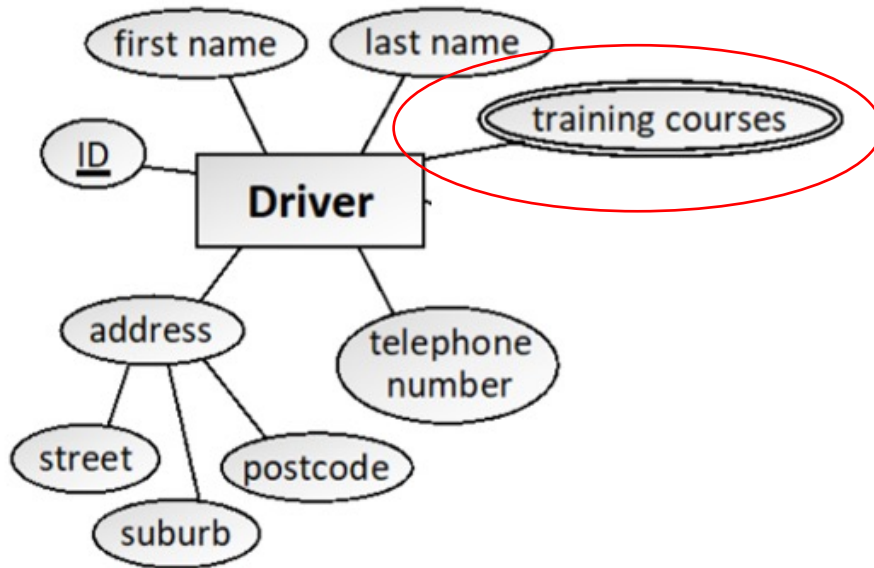 first name
last name
training courses
ID
Driver
address
telephone
number
street
postcode
suburb